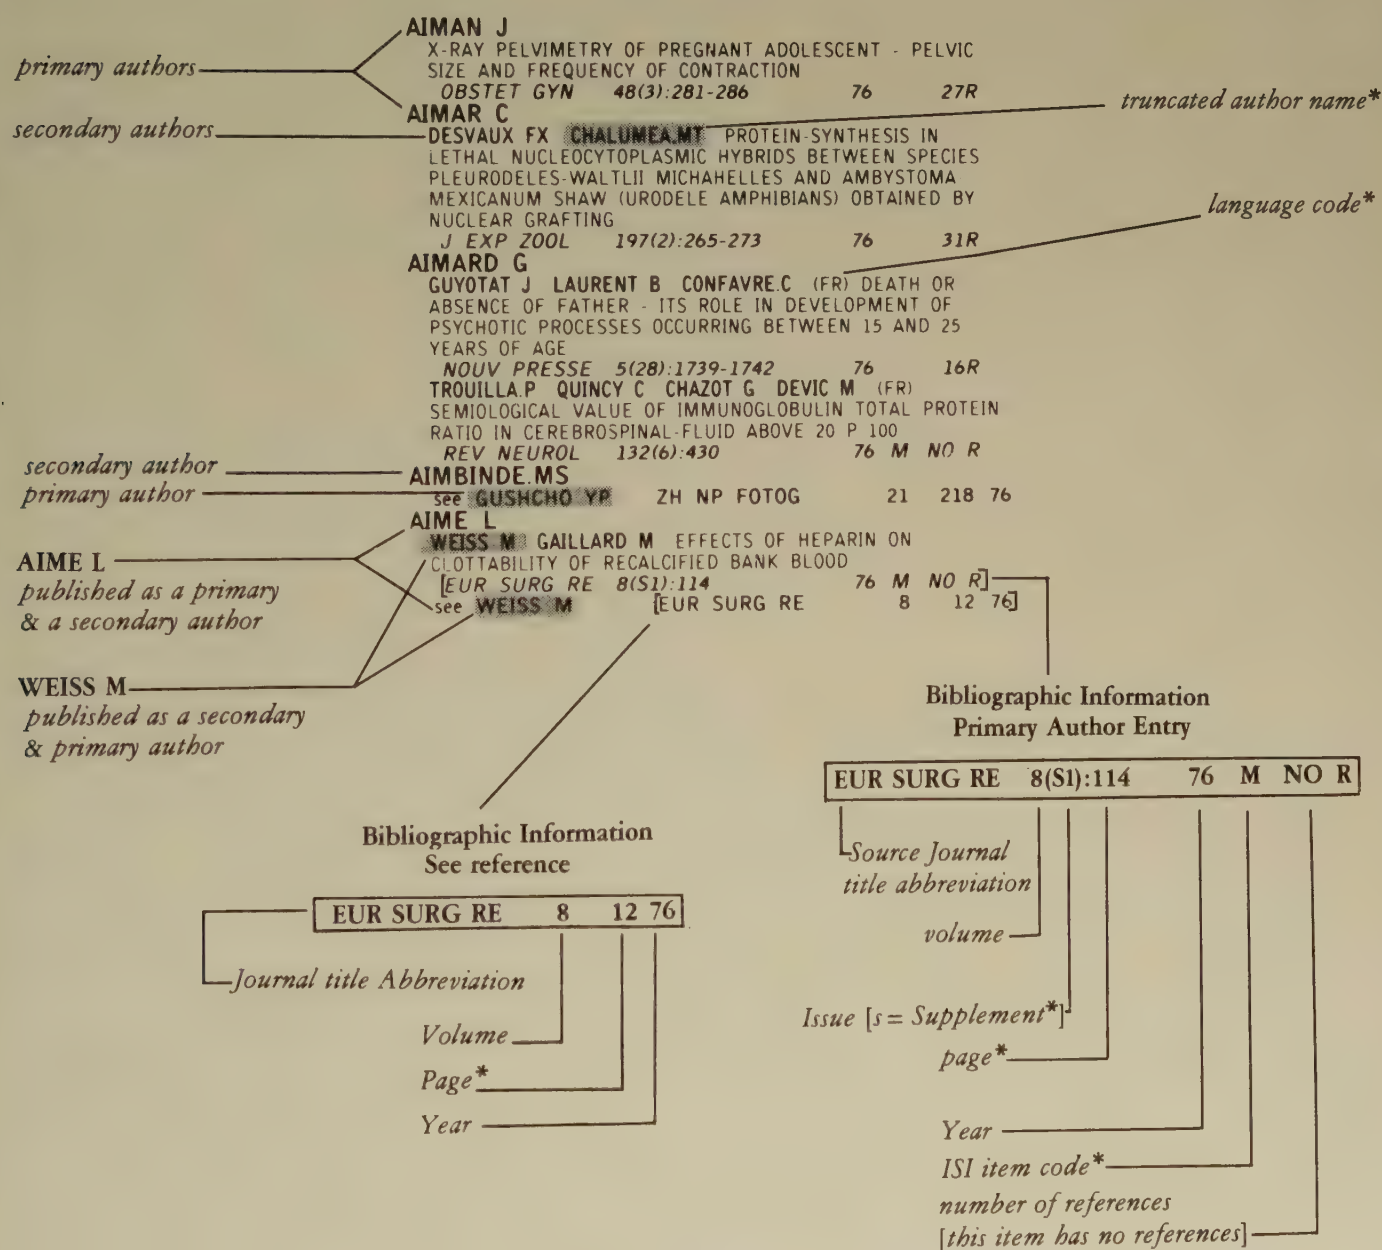 AIMAN J
X-RAY PELVIMETRY OF PREGNANT ADOLESCENT - PELVIC
primary authors
SIZE AND FREQUENCY OF CONTRACTION
OBSTET GYN 48(3):281-286 76 27R
truncated author name*
AIMAR C
secondary authors
DESVAUX FX CHALUMEA.MT PROTEIN-SYNTHESIS IN
LETHAL NUCLEOCYTOPLASMIC HYBRIDS BETWEEN SPECIES
PLEURODELES-WALTLII MICHAHELLES AND AMBYSTOMA
MEXICANUM SHAW (URODELE AMPHIBIANS) OBTAINED BY
NUCLEAR GRAFTING
language code*
J EXP ZOOL 197(2):265-273 76 31R
AIMARD G
GUYOTAT J LAURENT B CONFAVRE.C (FR) DEATH OR
ABSENCE OF FATHER - ITS ROLE IN DEVELOPMENT OF
PSYCHOTIC PROCESSES OCCURRING BETWEEN 15 AND 25
YEARS OF AGE
NOUV PRESSE 5(28):1739-1742 76 16R
TROUILLA.P QUINCY C CHAZOT G DEVIC M (FR)
SEMIOLOGICAL VALUE OF IMMUNOGLOBULIN TOTAL PROTEIN
RATIO IN CEREBROSPINAL-FLUID ABOVE 20 P 100
REV NEUROL 132(6):430 76 M NO R
secondary author
AIMBINDE.MS
primary author
see GUSHCHO YP ZH NP FOTOG 21 218 76
AIME L
WEISS M GAILLARD M EFFECTS OF HEPARIN ON
CLOTTABILITY OF RECALCIFIED BANK BLOOD
[EUR SURG RE 8(S1):114 76 M NO R]
see WEISS M [EUR SURG RE 8 12 76]
AIME L
published as a primary
& a secondary author
WEISS M
published as a secondary
& primary author
Bibliographic Information
Primary Author Entry
EUR SURG RE 8(S1):114 76 M NO R
Source Journal
title abbreviation
volume
Issue [s = Supplement*]
page*
Year
ISI item code*
number of references
[this item has no references]
Bibliographic Information
See reference
EUR SURG RE 8 12 76
Journal title Abbreviation
Volume
Page*
Year